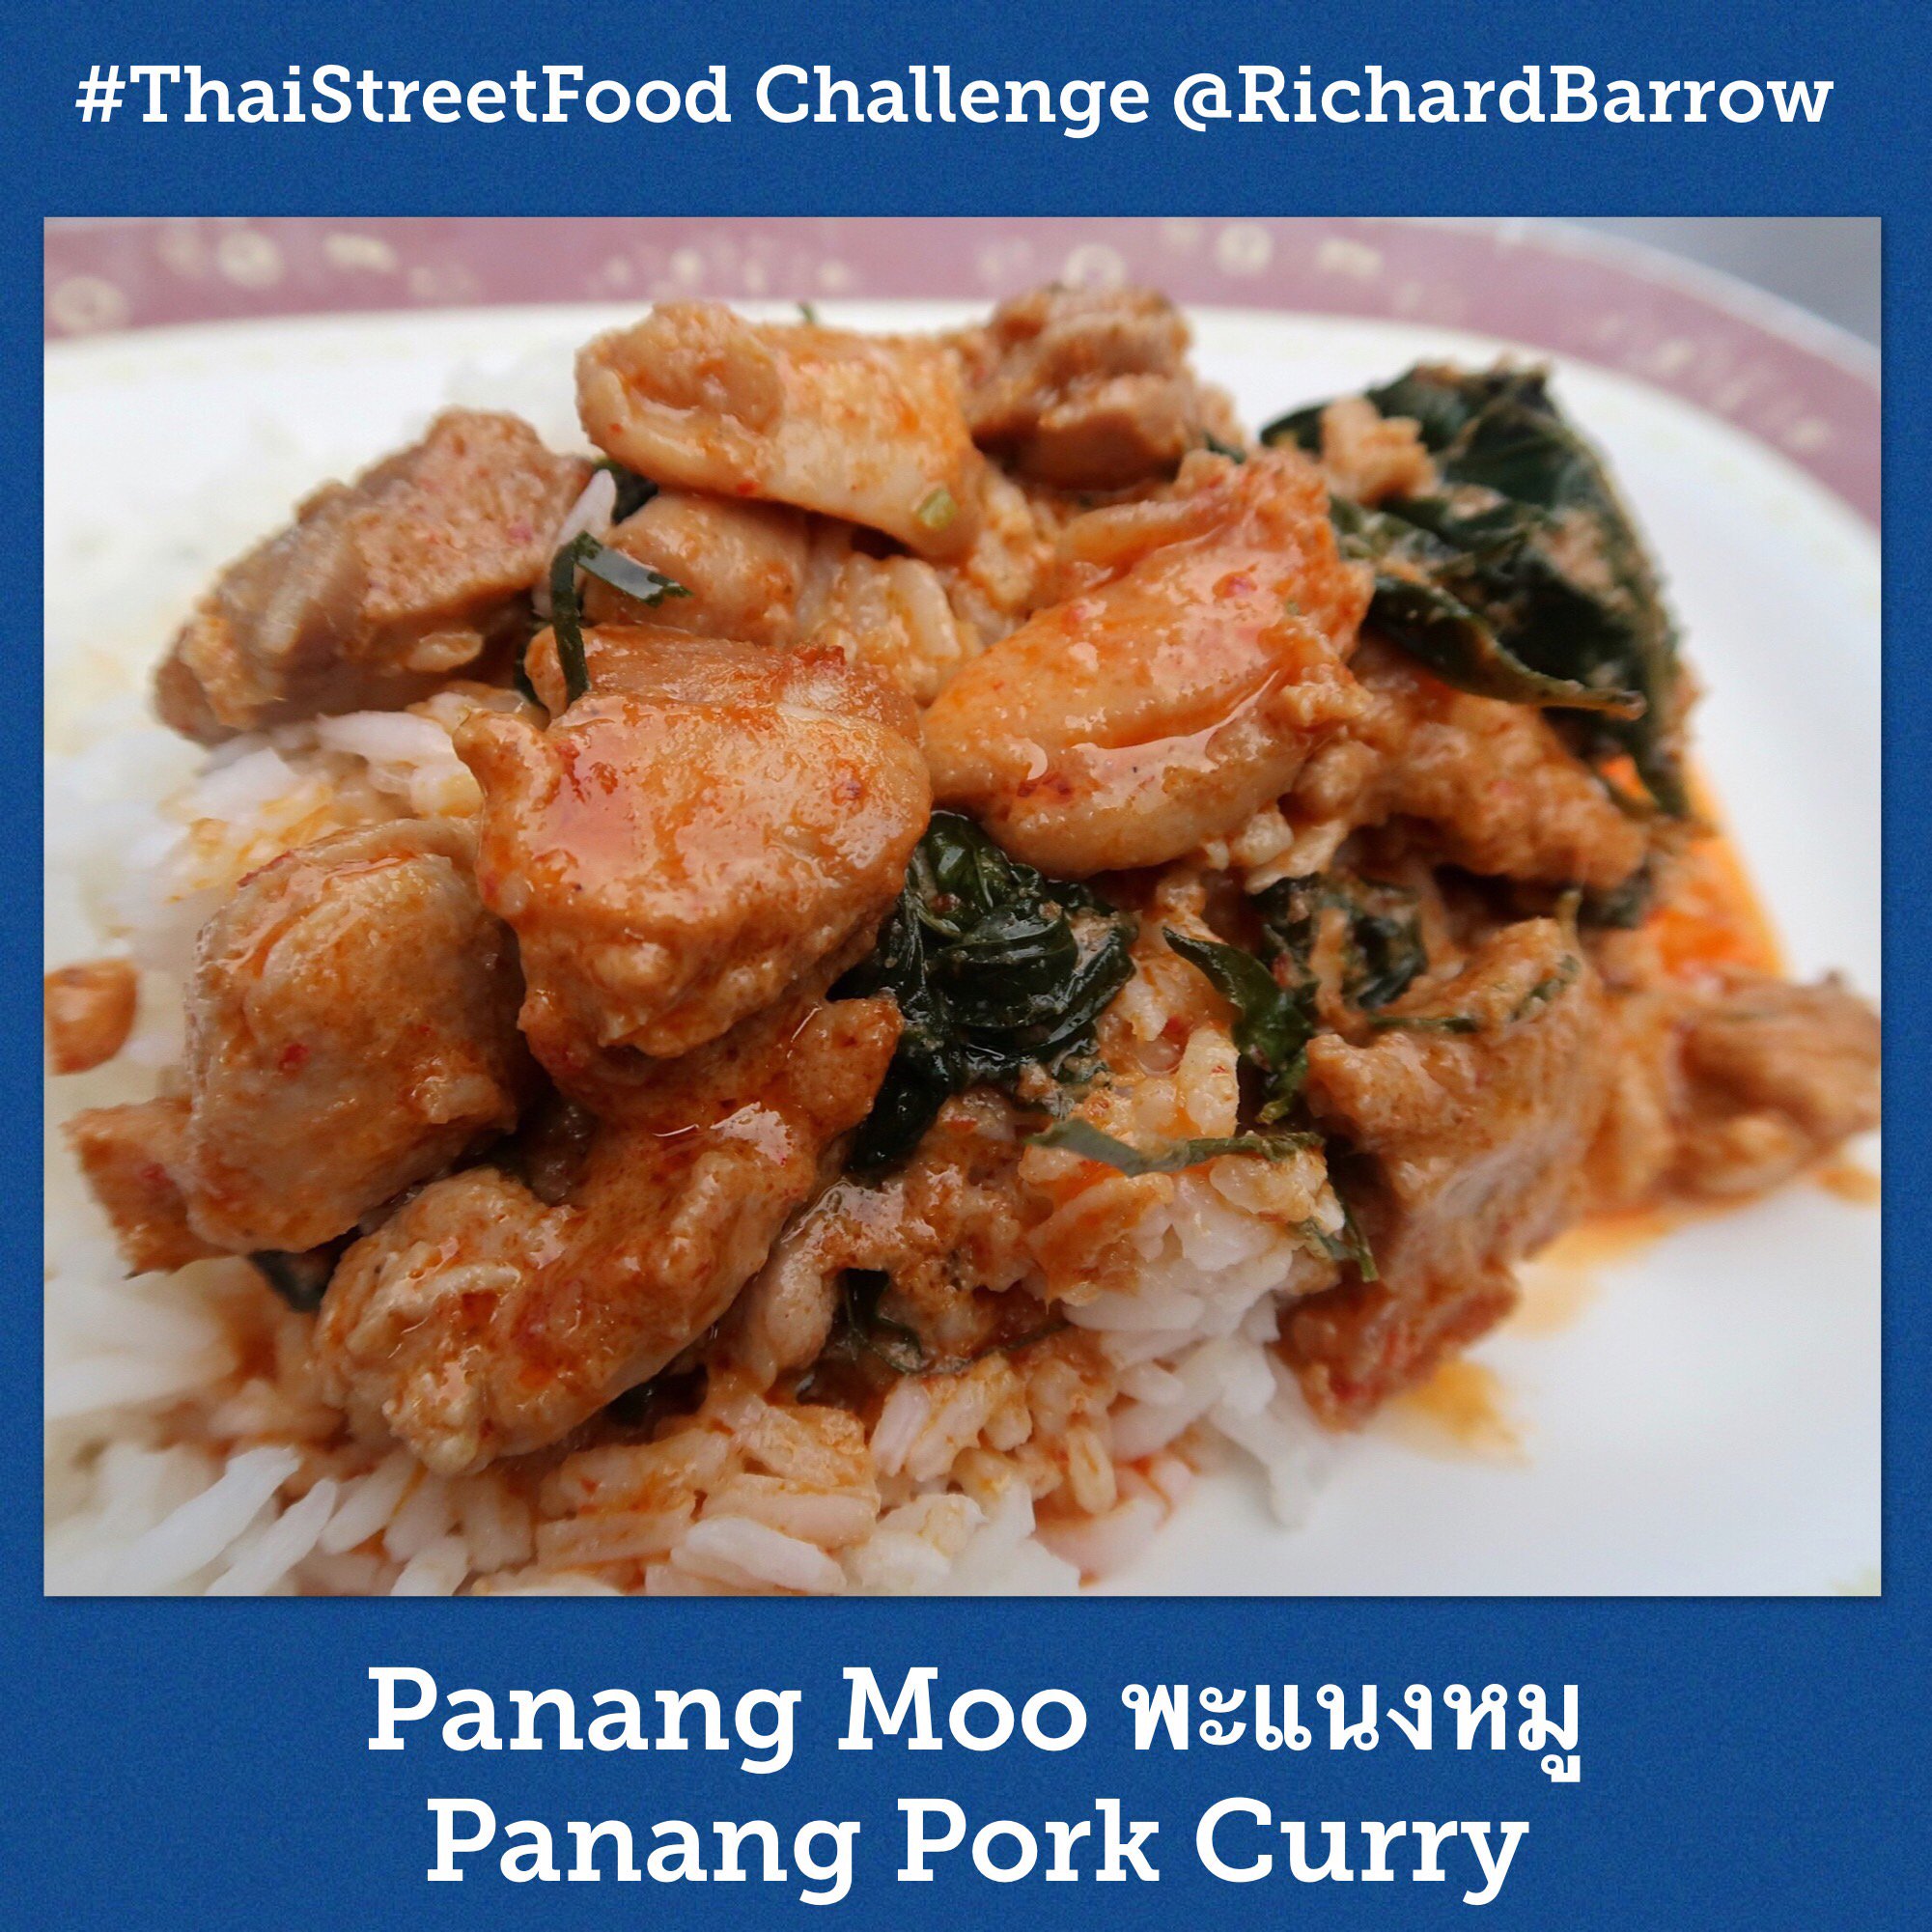 #ThaiStreetFood Challenge @RichardBarrow
Panang Moo พะแนงหมู
Panang Pork Curry